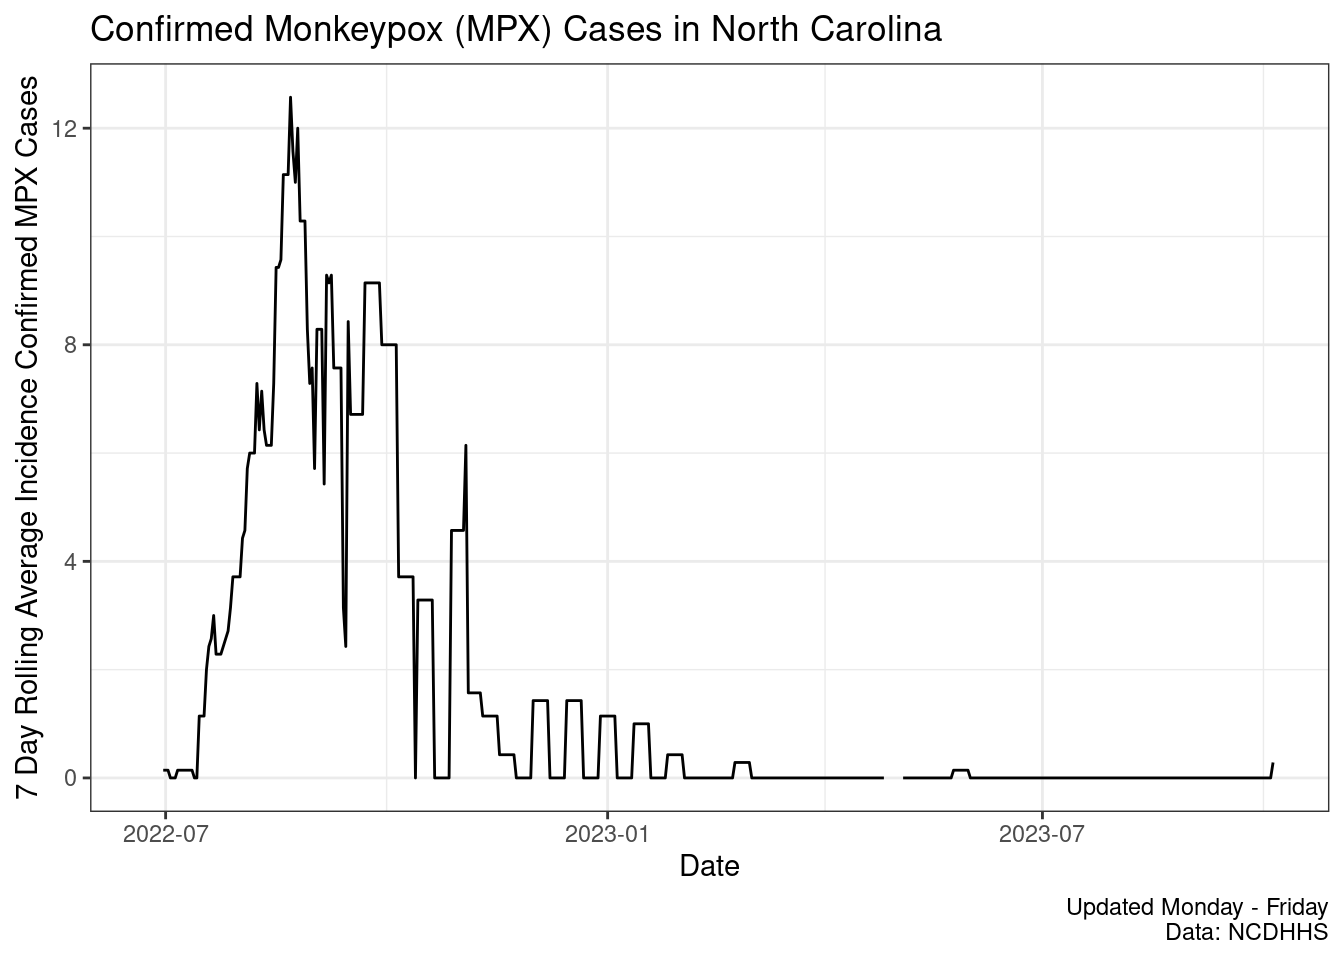 Confirmed Monkeypox (MPX) Cases in North Carolina
7 Day Rolling Average Incidence Confirmed MPX Cases
12
8
4
0
2022-07
2023-01
2023-07
Date
Updated Monday - Friday
Data: NCDHHS